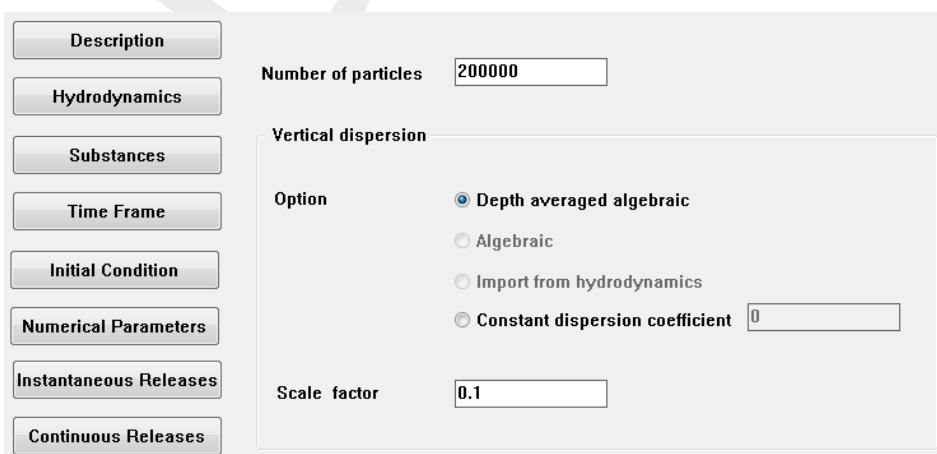 Description
Hydrodynamics
Substances
Time Frame
Initial Condition
Numerical Parameters
Instantaneous Releases
Continuous Releases
Number of particles 200000
Vertical dispersion
Option Depth averaged algebraic
Algebraic
Import from hydrodynamics
Constant dispersion coefficient 0
Scale factor 0.1